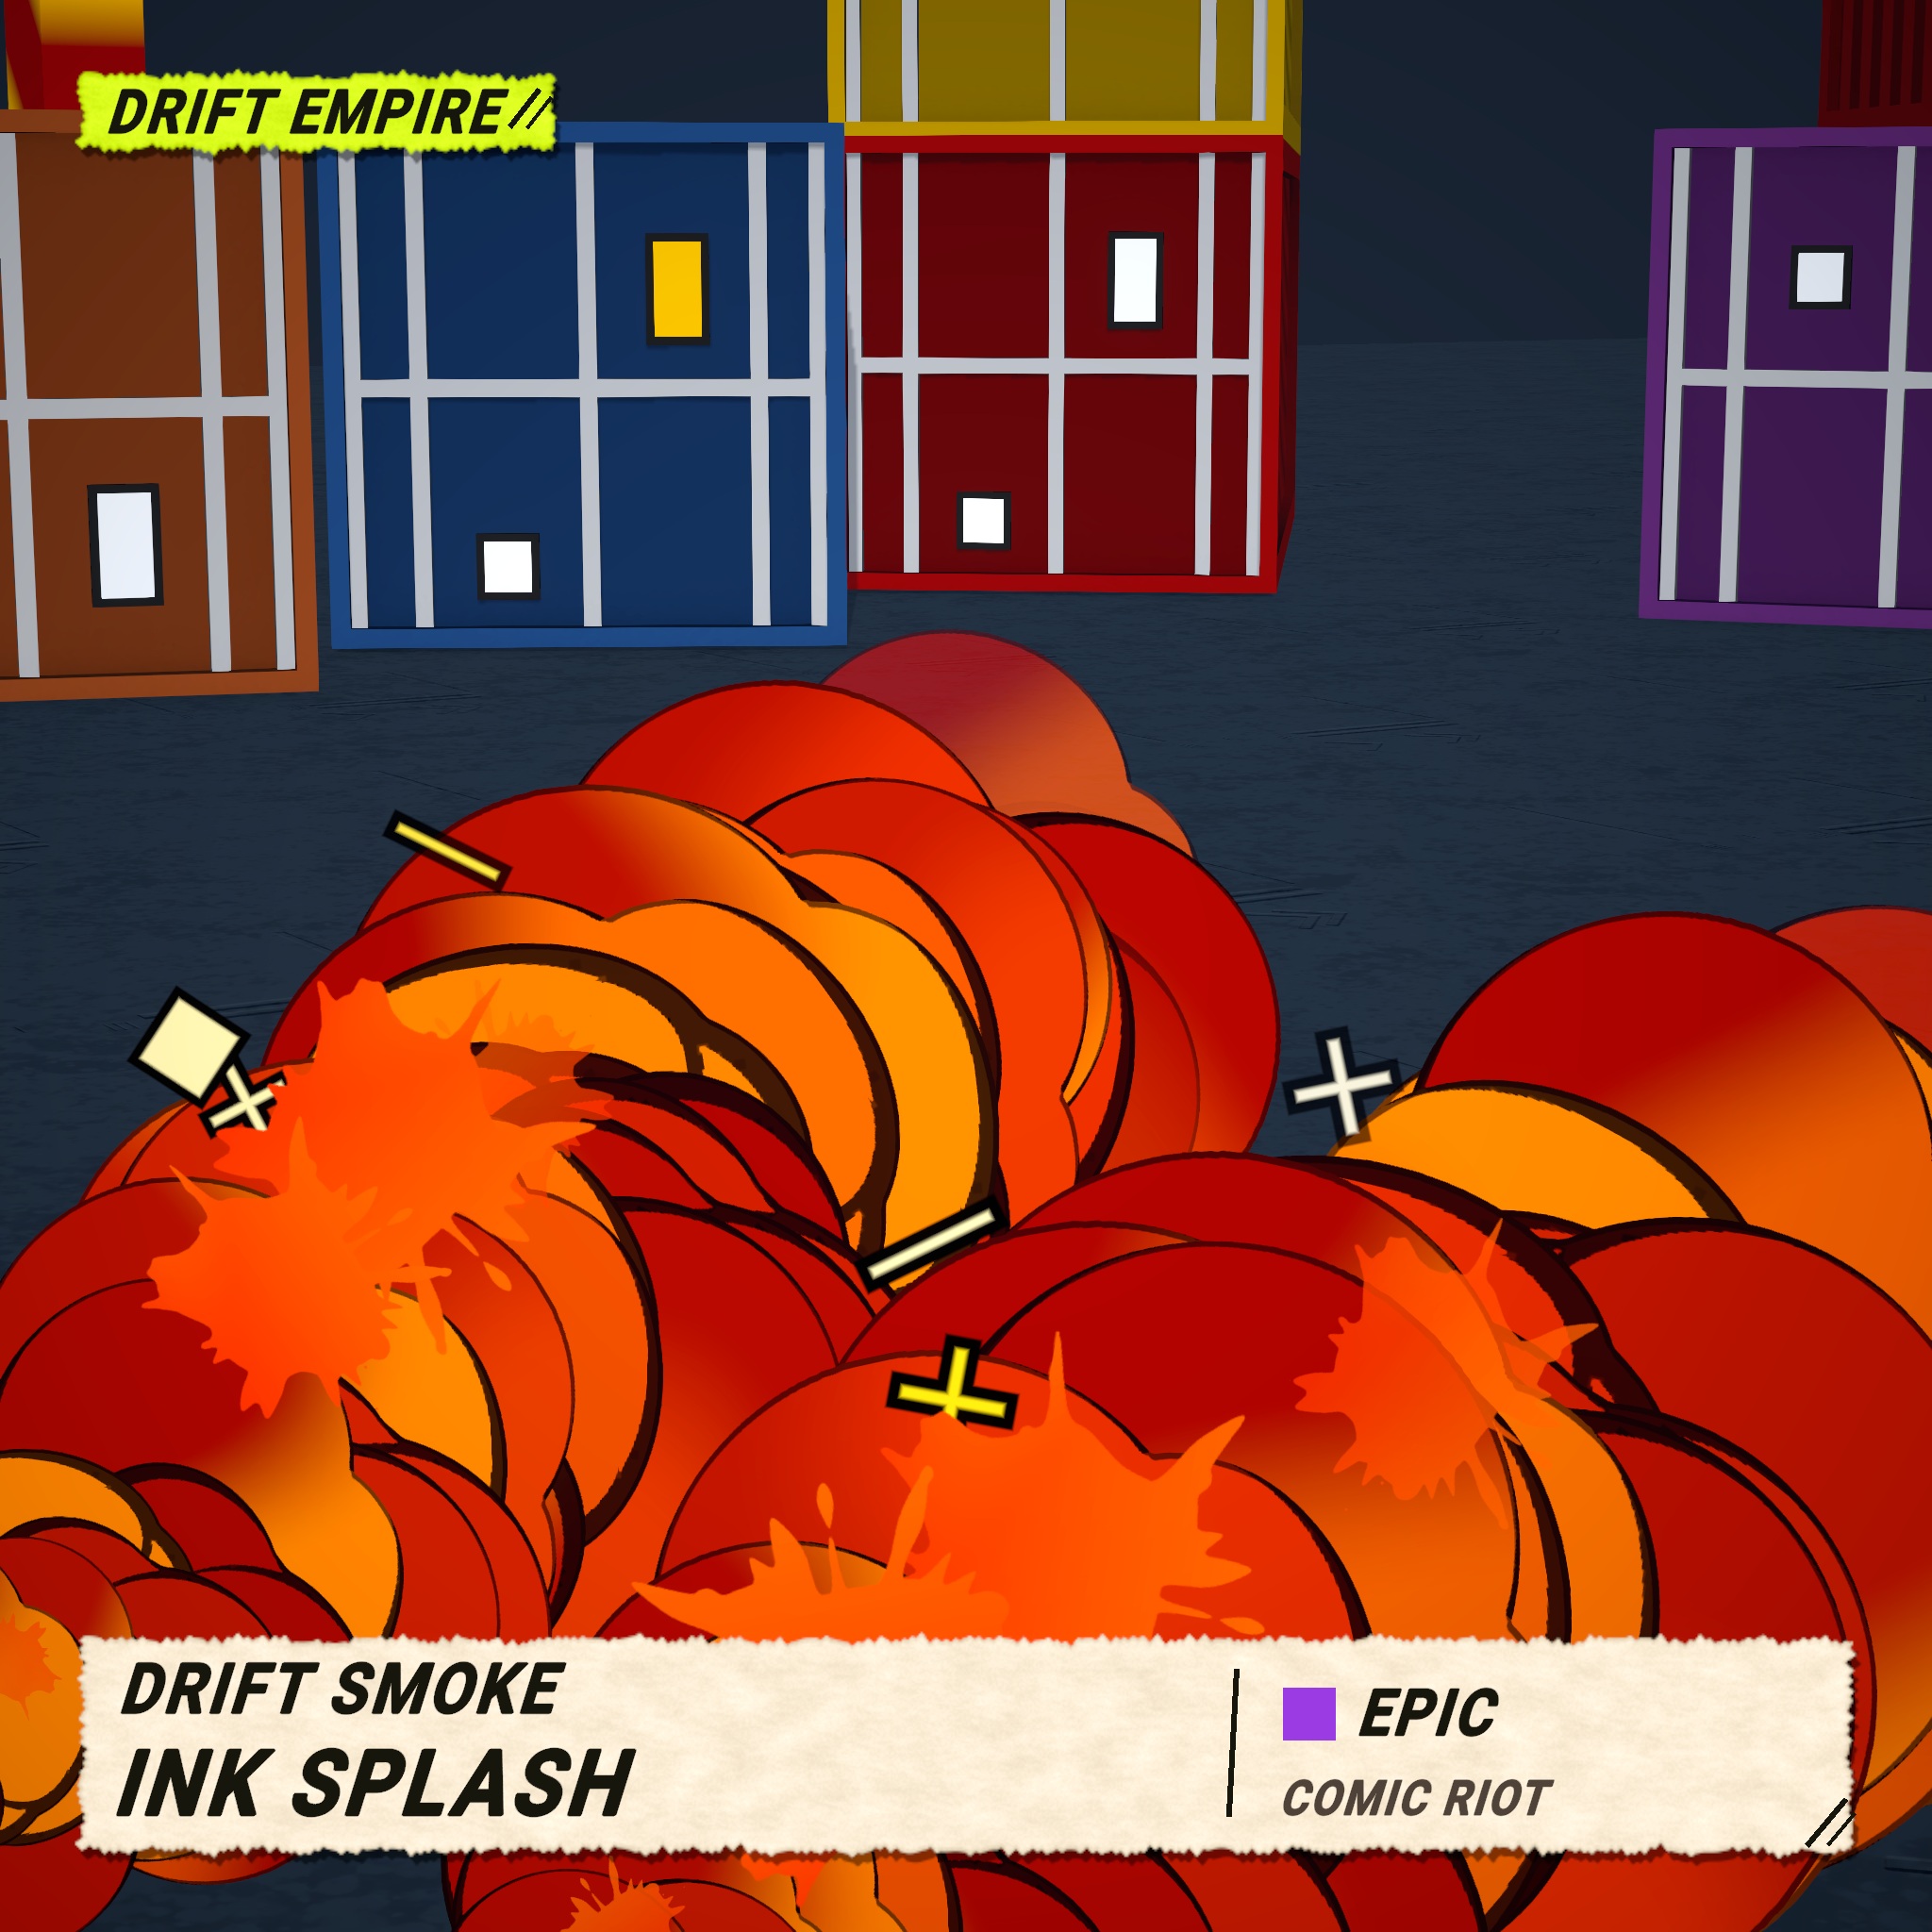 DRIFT EMPIRE//
DRIFT SMOKE
INK SPLASH
EPIC
COMIC RIOT